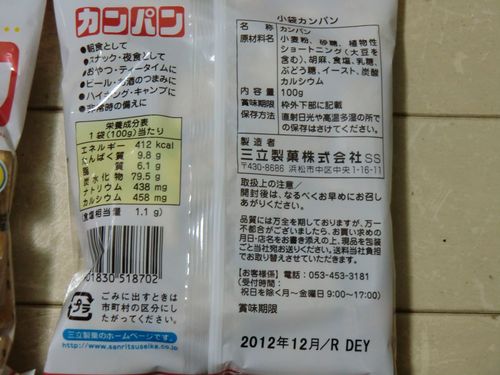 カンパン
●朝食として
●スナック・夜食として
●おやつ・ティータイムに
●ビール・お酒のつまみに
●ハイキング・キャンプに
●非常時の備えに
栄養成分表
1袋(100g)当たり
エネルギー 412 kcal
たんぱく質 9.8 g
脂質 6.1 g
炭水化物 79.5 g
ナトリウム 438 mg
カルシウム 458 mg
(食塩相当量 1.1 g)
01830 518702
プラ
ごみに出すときは
市町村の区分にし
たがってください。
三立製菓のホームページです。
http://www.sanritsuseika.co.jp
小袋カンパン
名称 カンパン
原材料名 小麦粉、砂糖、植物性
ショートニング(大豆を
含む)、胡麻、食塩、乳糖、
ぶどう糖、イースト、炭酸
カルシウム
内容量 100g
賞味期限 枠外下部に記載
保存方法 直射日光や高温多湿の所で
の保存はさけてください。
製造者
三立製菓株式会社SS
〒430-8686 浜松市中区中央1-16-11
取扱上の注意/
開封後は、なるべくお早めにお召し
あがりください。
品質には万全を期しておりますが、万一
不都合がございましたら、お買い求めの
月日・店名をお書き添えの上、現品を包装
ごと当社宛お送りください。送料当社負担
でお取り替えさせていただきます。
【お客様係】電話：053-453-3181
(受付時間：
祝日を除く月～金曜日 9:00～17:00)
賞味期限
2012年12月/R DEY